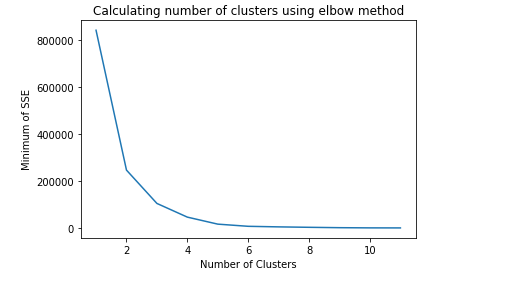 Calculating number of clusters using elbow method
800000
600000
400000
200000
0
Minimum of SSE
2 4 6 8 10
Number of Clusters